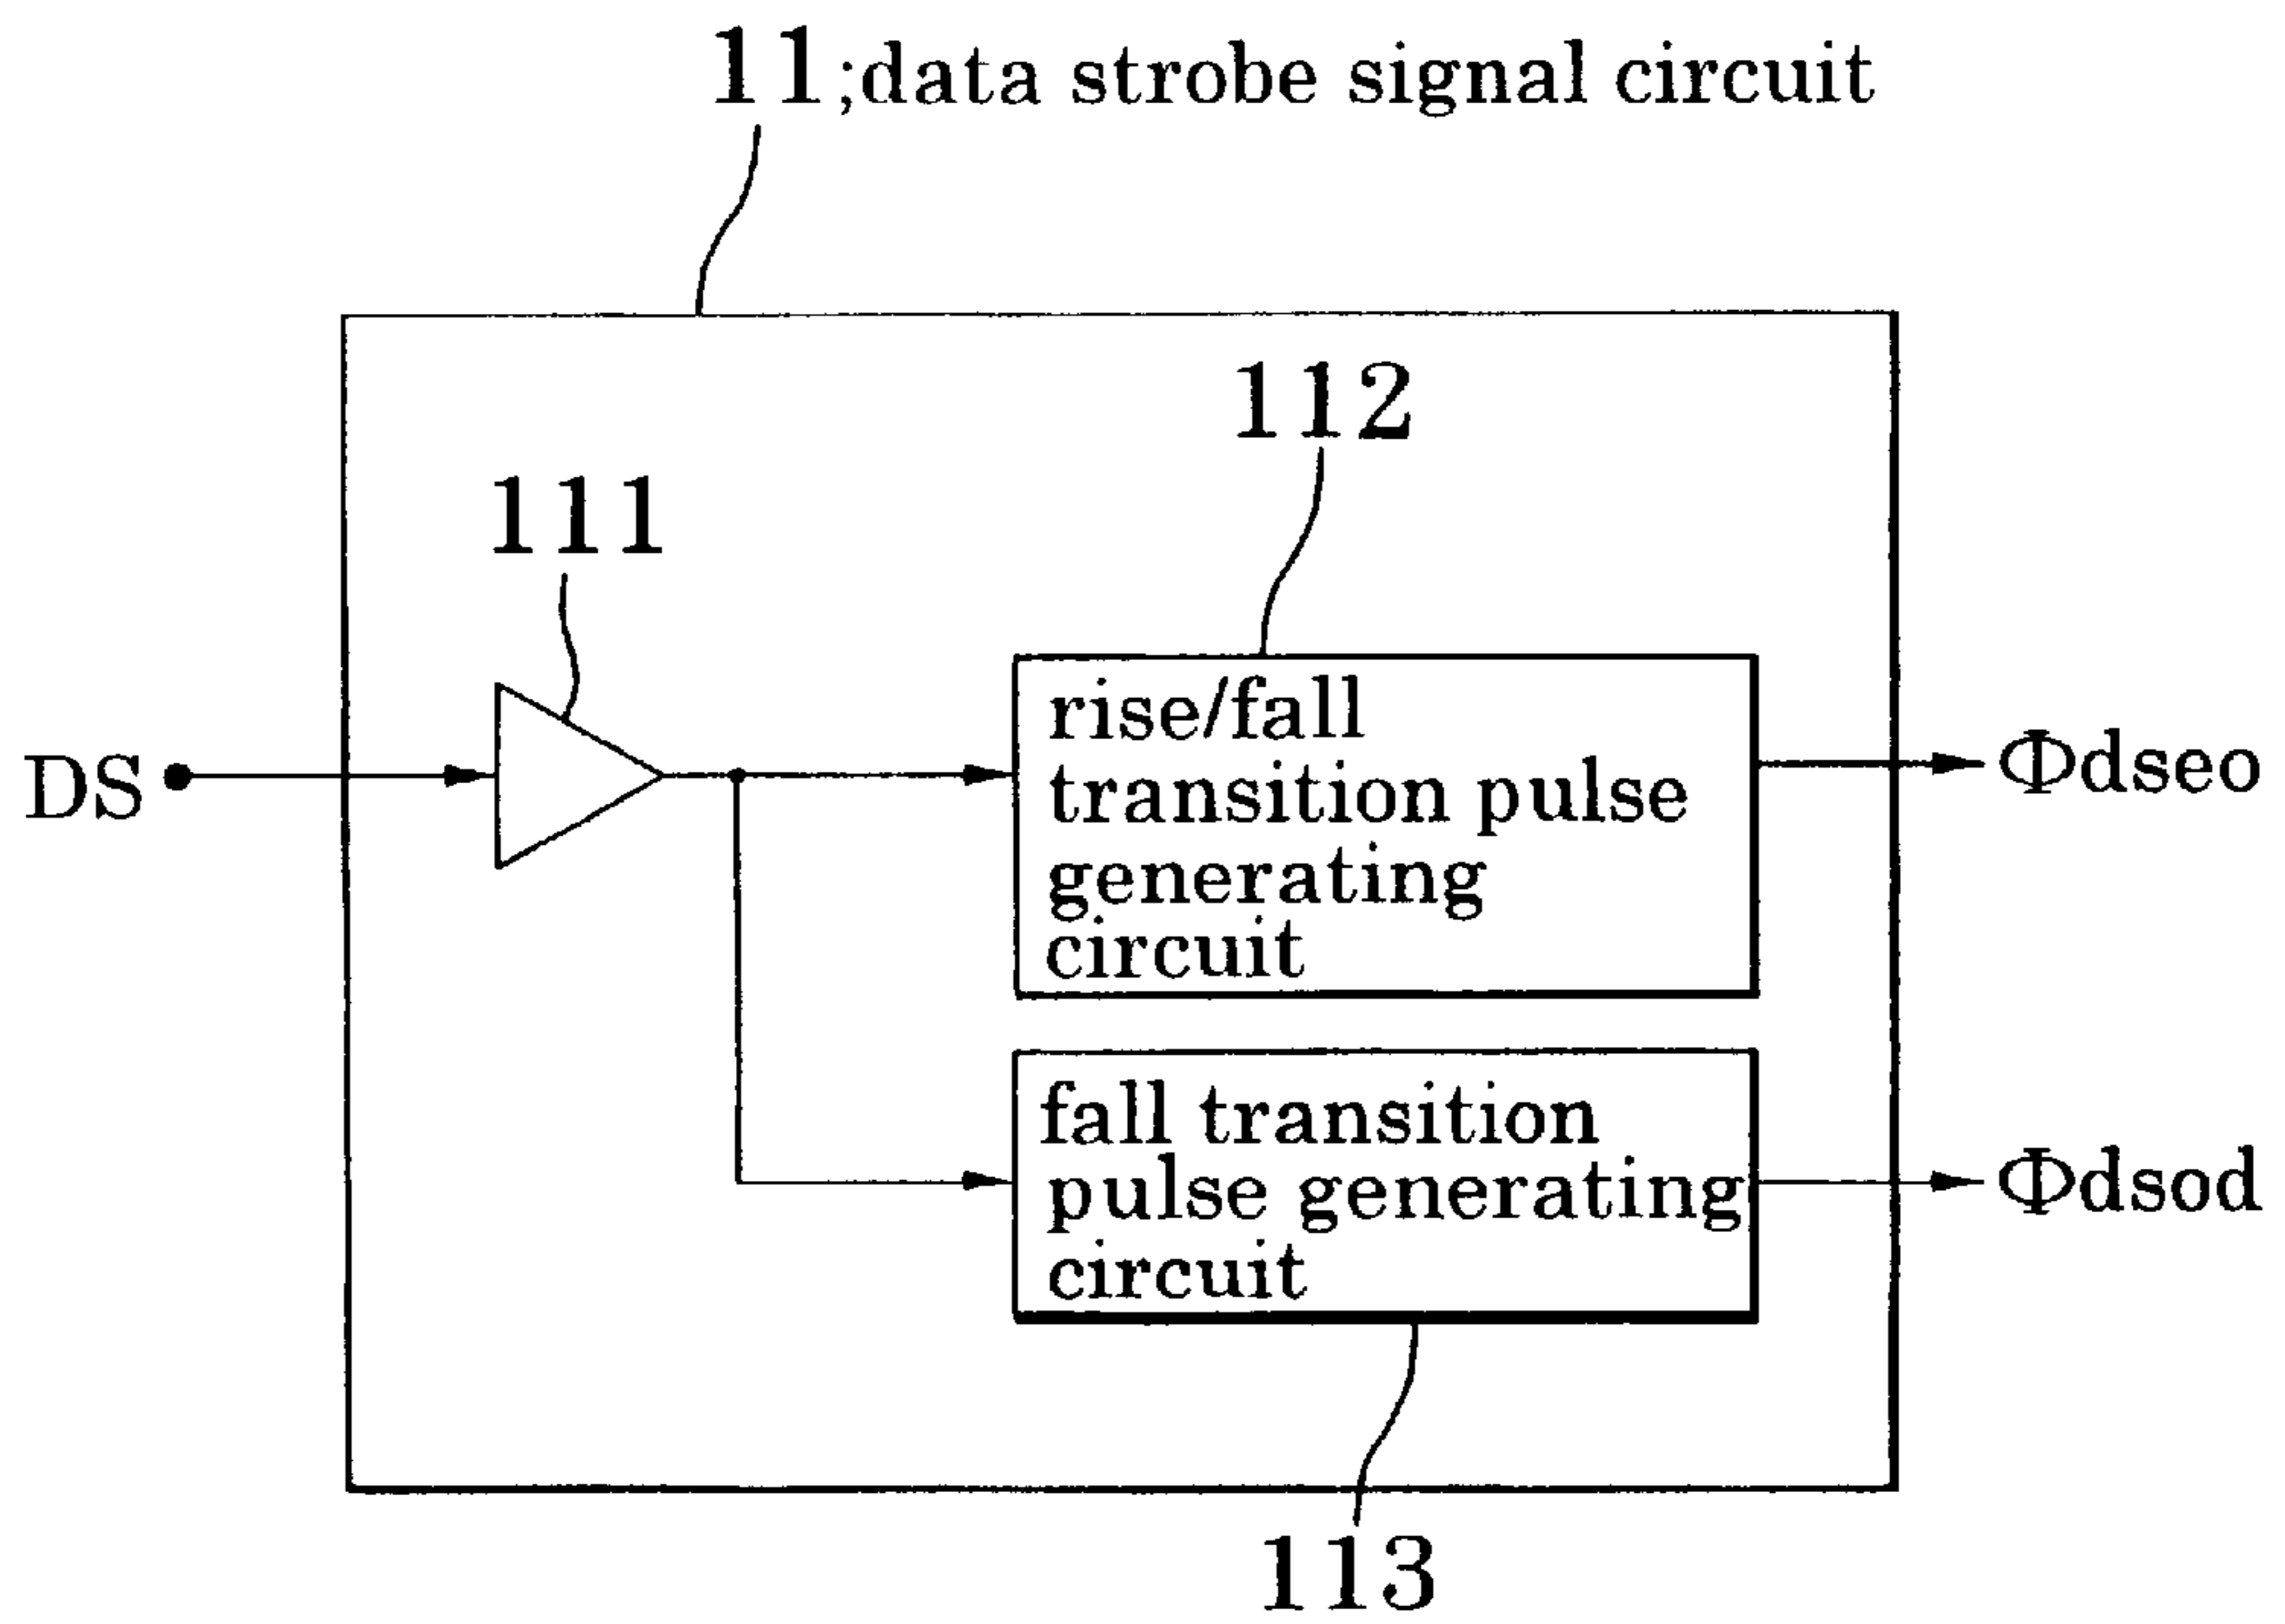 11;data strobe signal circuit
112
111
rise/fall
transition pulse
generating
circuit
DS
Φdseo
fall transition
pulse generating
circuit
Φdsod
113